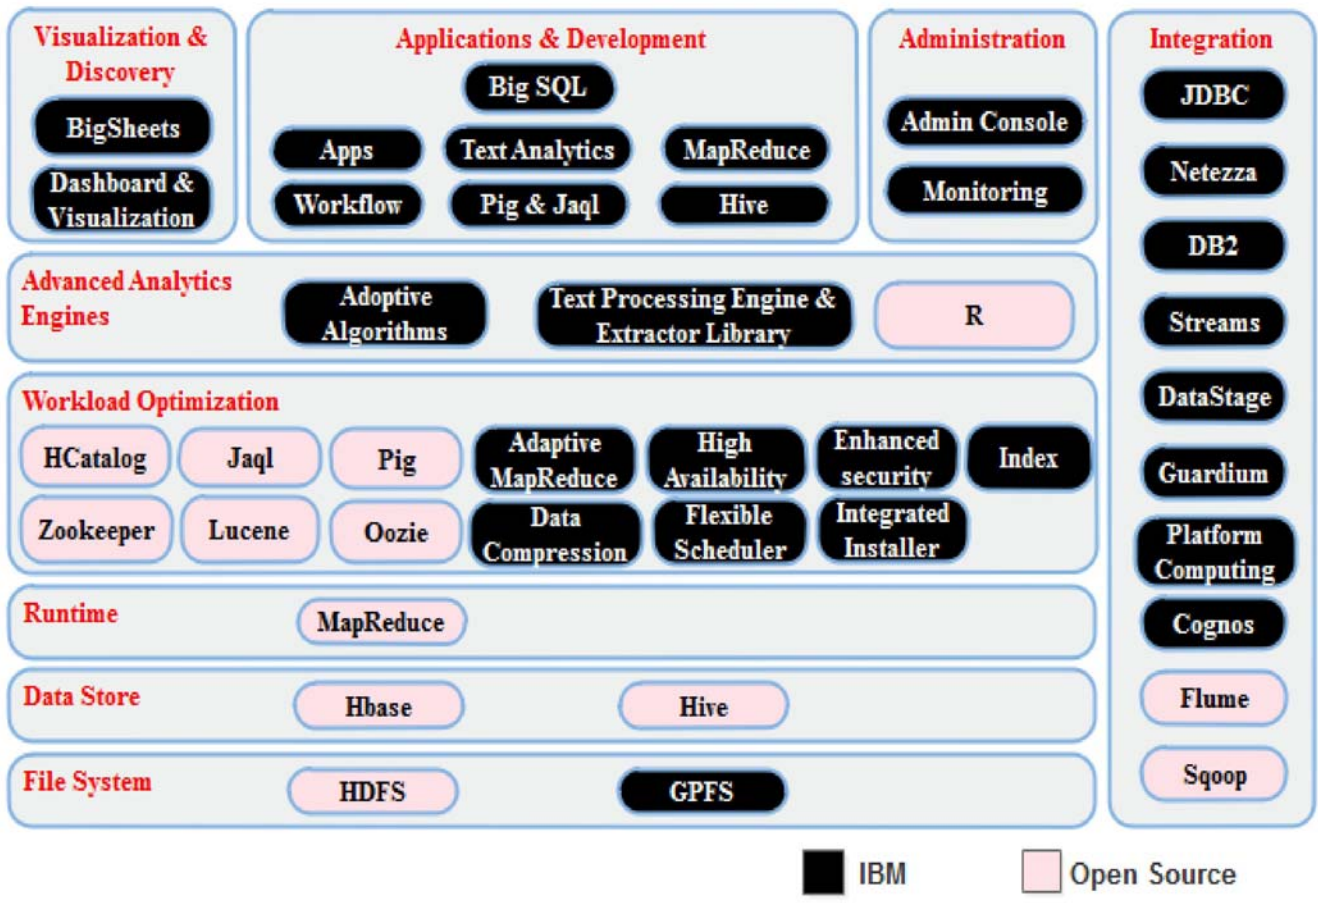 Visualization &
Discovery
BigSheets
Dashboard &
Visualization
Applications & Development
Big SQL
Apps
Text Analytics
MapReduce
Workflow
Pig & Jaql
Hive
Administration
Admin Console
Monitoring
Integration
JDBC
Netezza
DB2
Streams
DataStage
Guardium
Platform
Computing
Cognos
Flume
Sqoop
Advanced Analytics
Engines
Adoptive
Algorithms
Text Processing Engine &
Extractor Library
R
Workload Optimization
HCatalog
Jaql
Pig
Adaptive
MapReduce
High
Availability
Enhanced
security
Index
Zookeeper
Lucene
Oozie
Data
Compression
Flexible
Scheduler
Integrated
Installer
Runtime
MapReduce
Data Store
Hbase
Hive
File System
HDFS
GPFS
IBM
Open Source